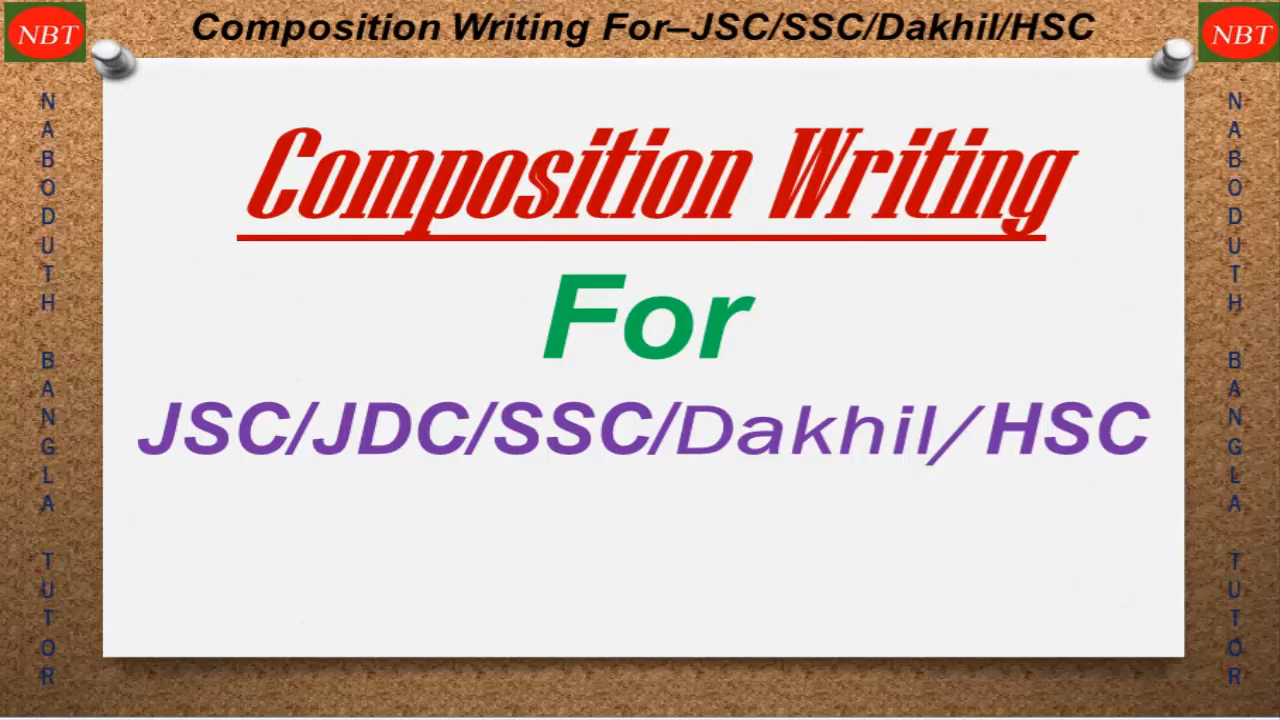 NBT
Composition Writing For–JSC/SSC/Dakhil/HSC
NBT
NABODUTH BANGLA TUTOR
Composition Writing
For
JSC/JDC/SSC/Dakhil/HSC
NABODUTH BANGLA TUTOR